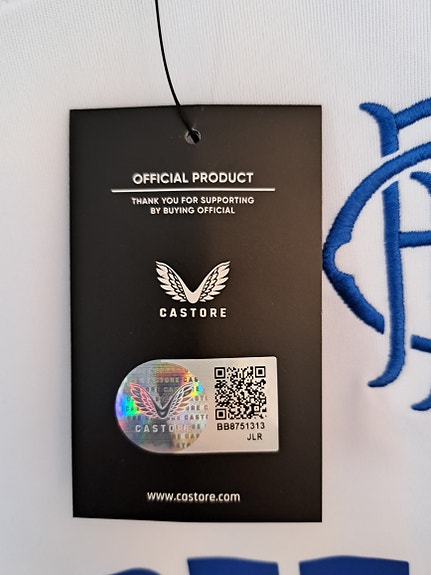 OFFICIAL PRODUCT
THANK YOU FOR SUPPORTING
BY BUYING OFFICIAL
CASTORE
CASTORE
BB8751313
JLR
www.castore.com